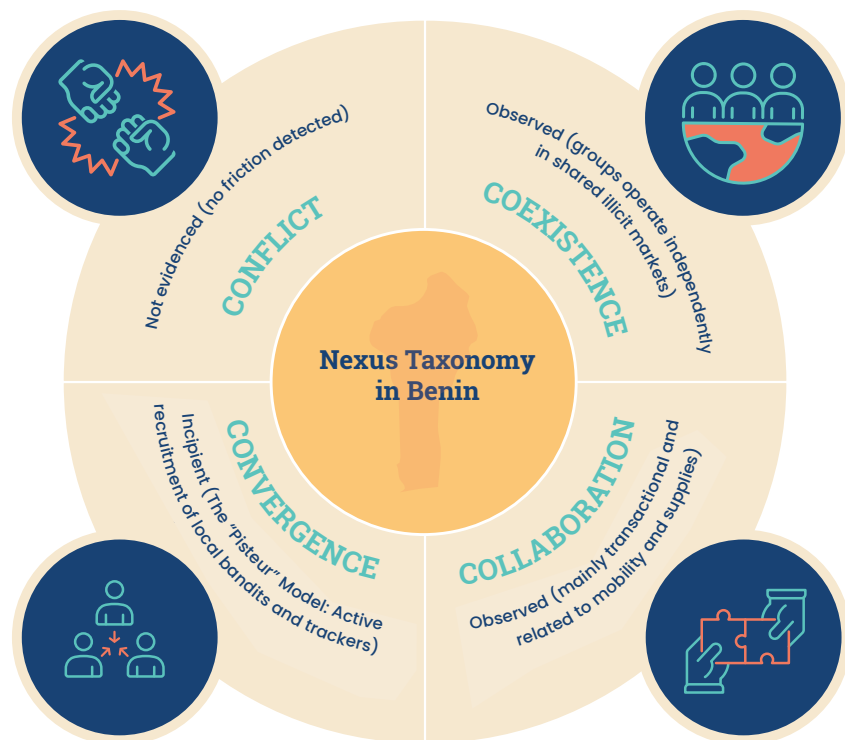 Not evidenced (no friction detected)
CONFLICT
Observed (groups operate independently
in shared illicit markets)
COEXISTENCE
Nexus Taxonomy
in Benin
CONVERGENCE
Incipient (The “Pisteur” Model: Active
recruitment of local bandits and trackers)
COLLABORATION
Observed (mainly transactional and
related to mobility and supplies)